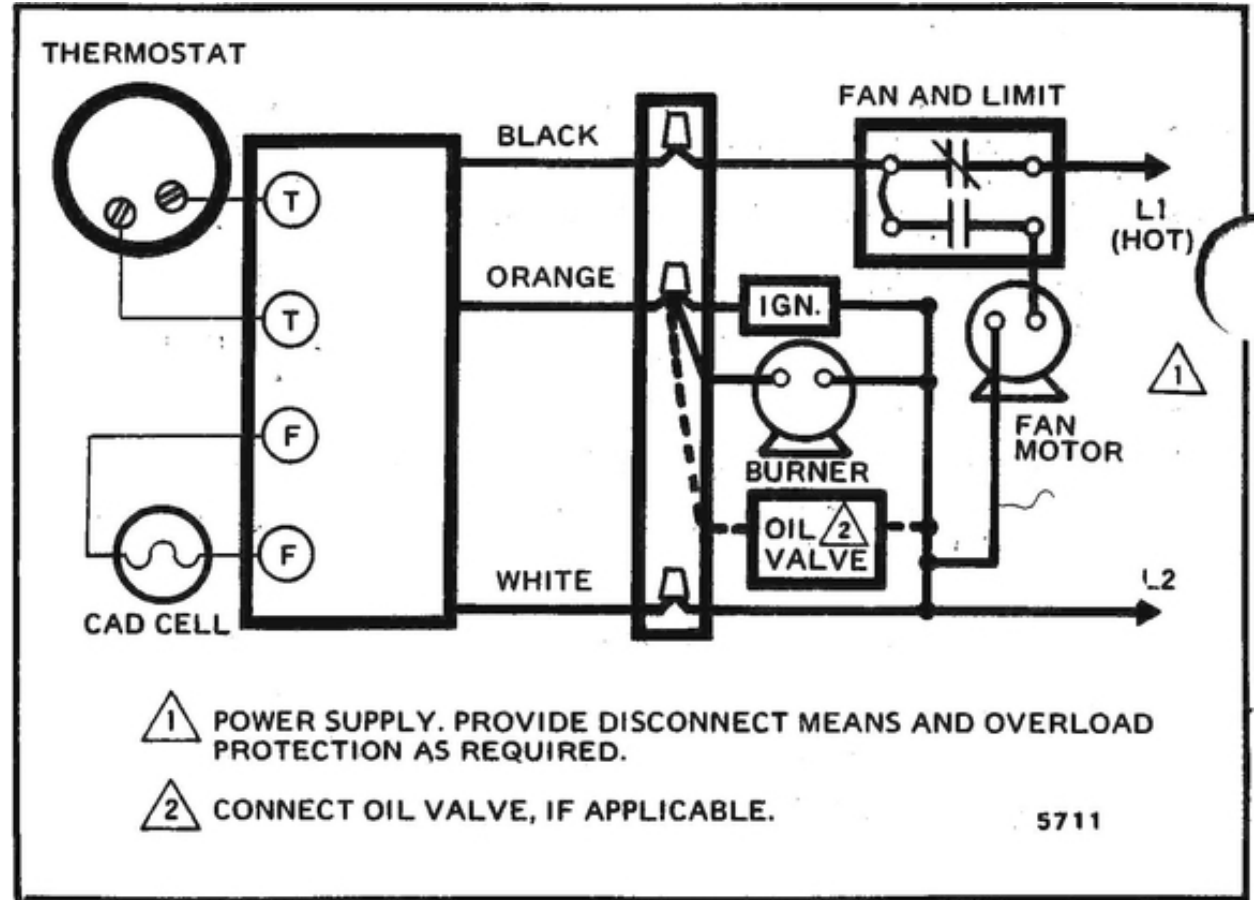 THERMOSTAT
FAN AND LIMIT
BLACK
L1
(HOT)
T
ORANGE
IGN.
T
1
FAN
MOTOR
F
BURNER
OIL 2
VALVE
F
WHITE
L2
CAD CELL
1 POWER SUPPLY. PROVIDE DISCONNECT MEANS AND OVERLOAD
PROTECTION AS REQUIRED.
2 CONNECT OIL VALVE, IF APPLICABLE.
5711